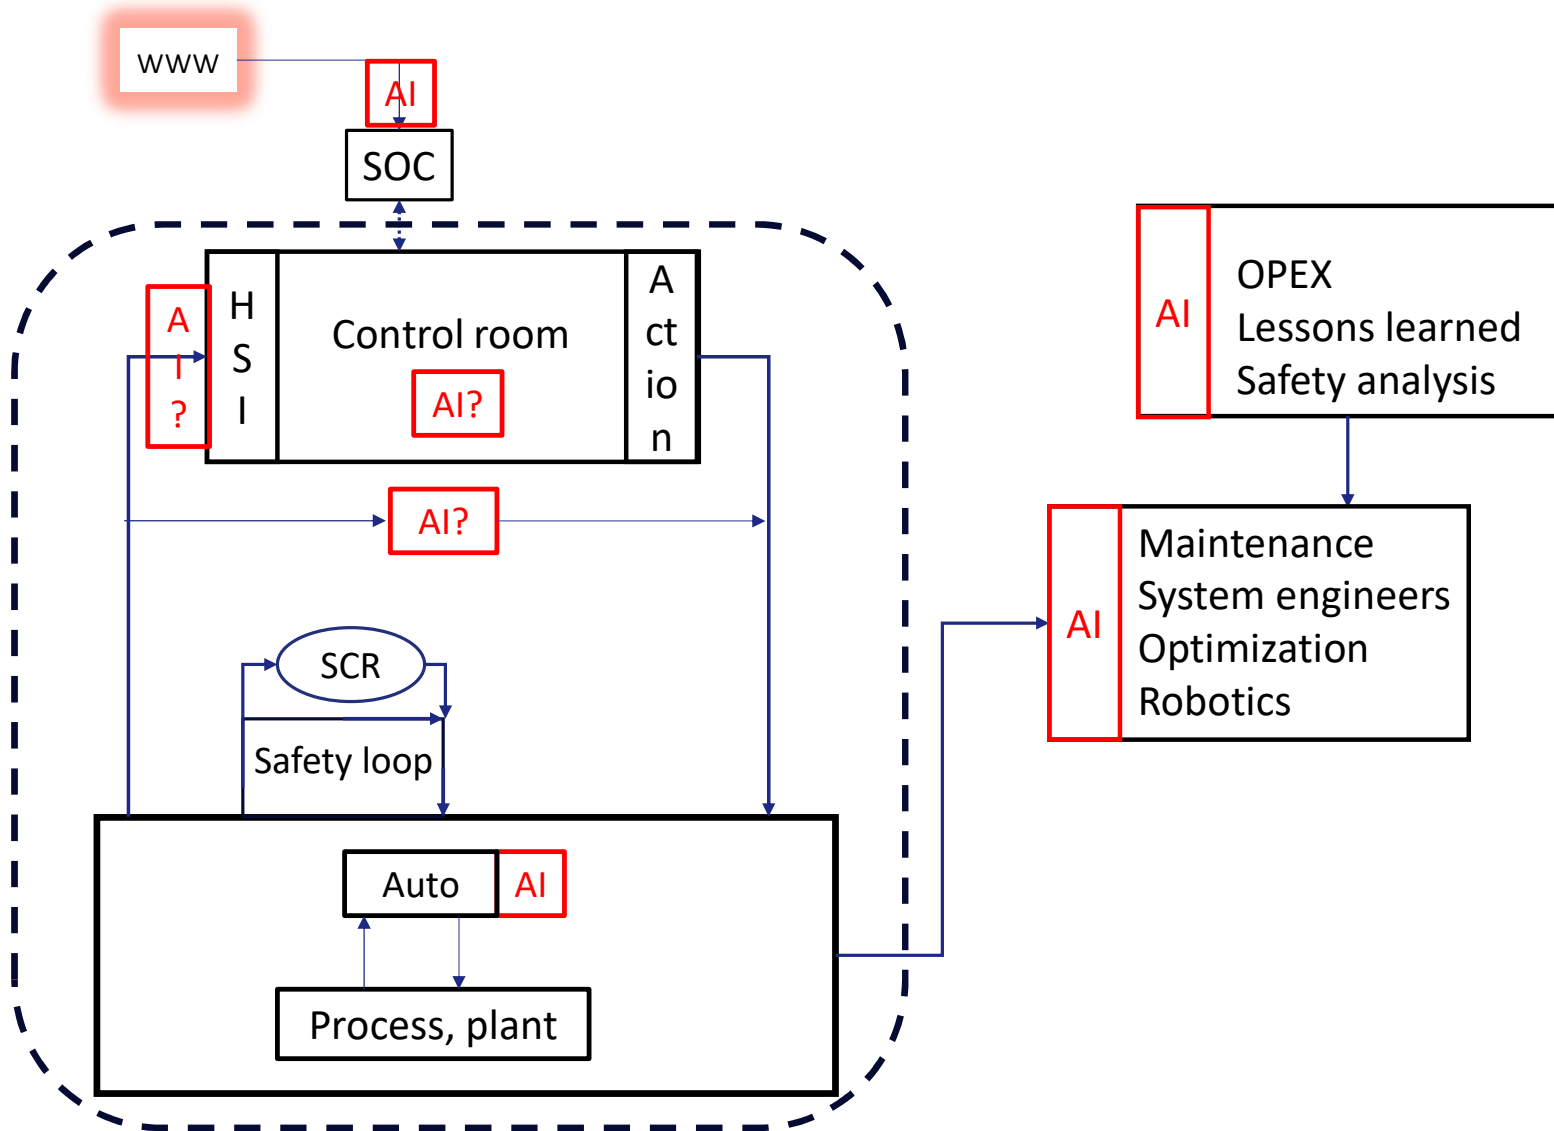 www
AI
SOC
A
I
?
H
S
I
Control room
AI?
A
ct
io
n
AI?
SCR
Safety loop
Auto
AI
Process, plant
AI
OPEX
Lessons learned
Safety analysis
AI
Maintenance
System engineers
Optimization
Robotics